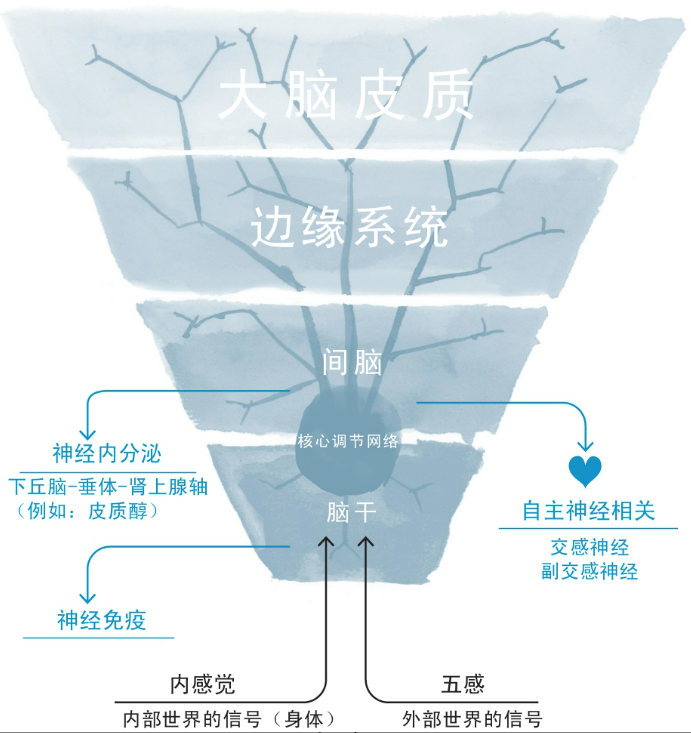 大脑皮质
边缘系统
间脑
核心调节网络
神经内分泌
下丘脑-垂体-肾上腺轴
（例如：皮质醇）
自主神经相关
交感神经
副交感神经
脑干
神经免疫
内感觉
五感
内部世界的信号（身体）
外部世界的信号